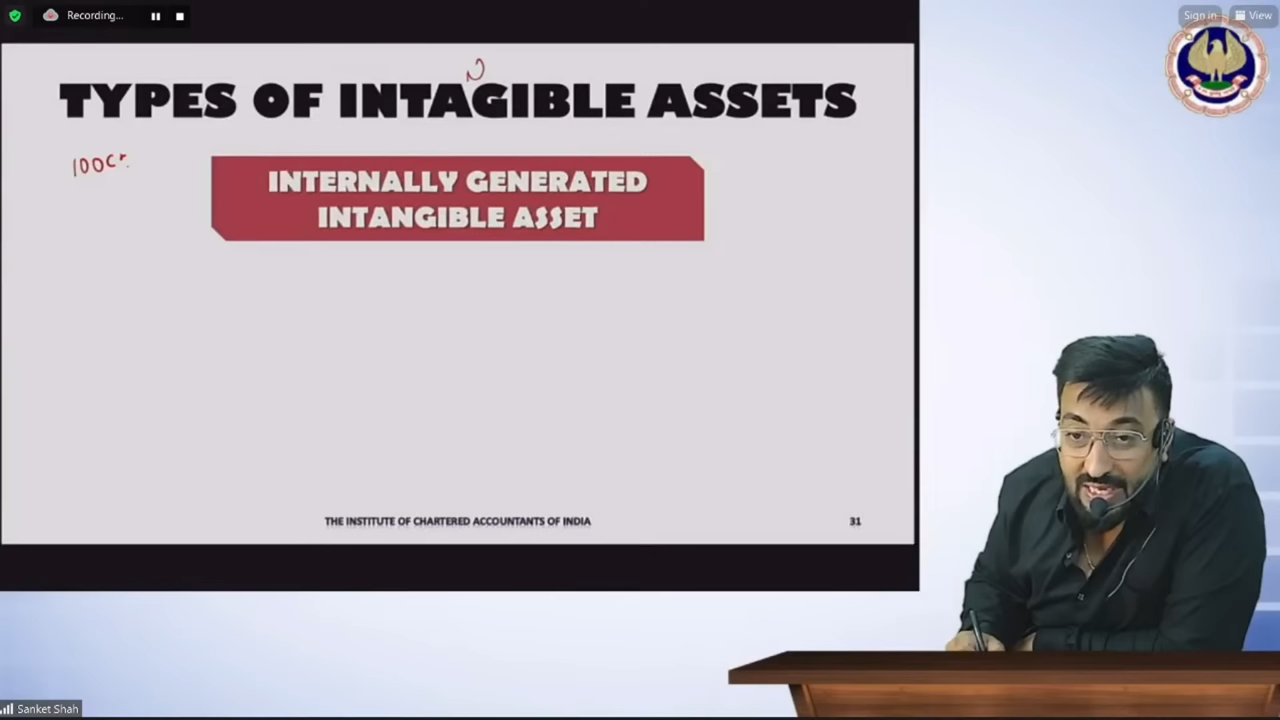 Recording...
Sign in
View
N
TYPES OF INTAGIBLE ASSETS
100Cr.
INTERNALLY GENERATED
INTANGIBLE ASSET
THE INSTITUTE OF CHARTERED ACCOUNTANTS OF INDIA
31
Sanket Shah